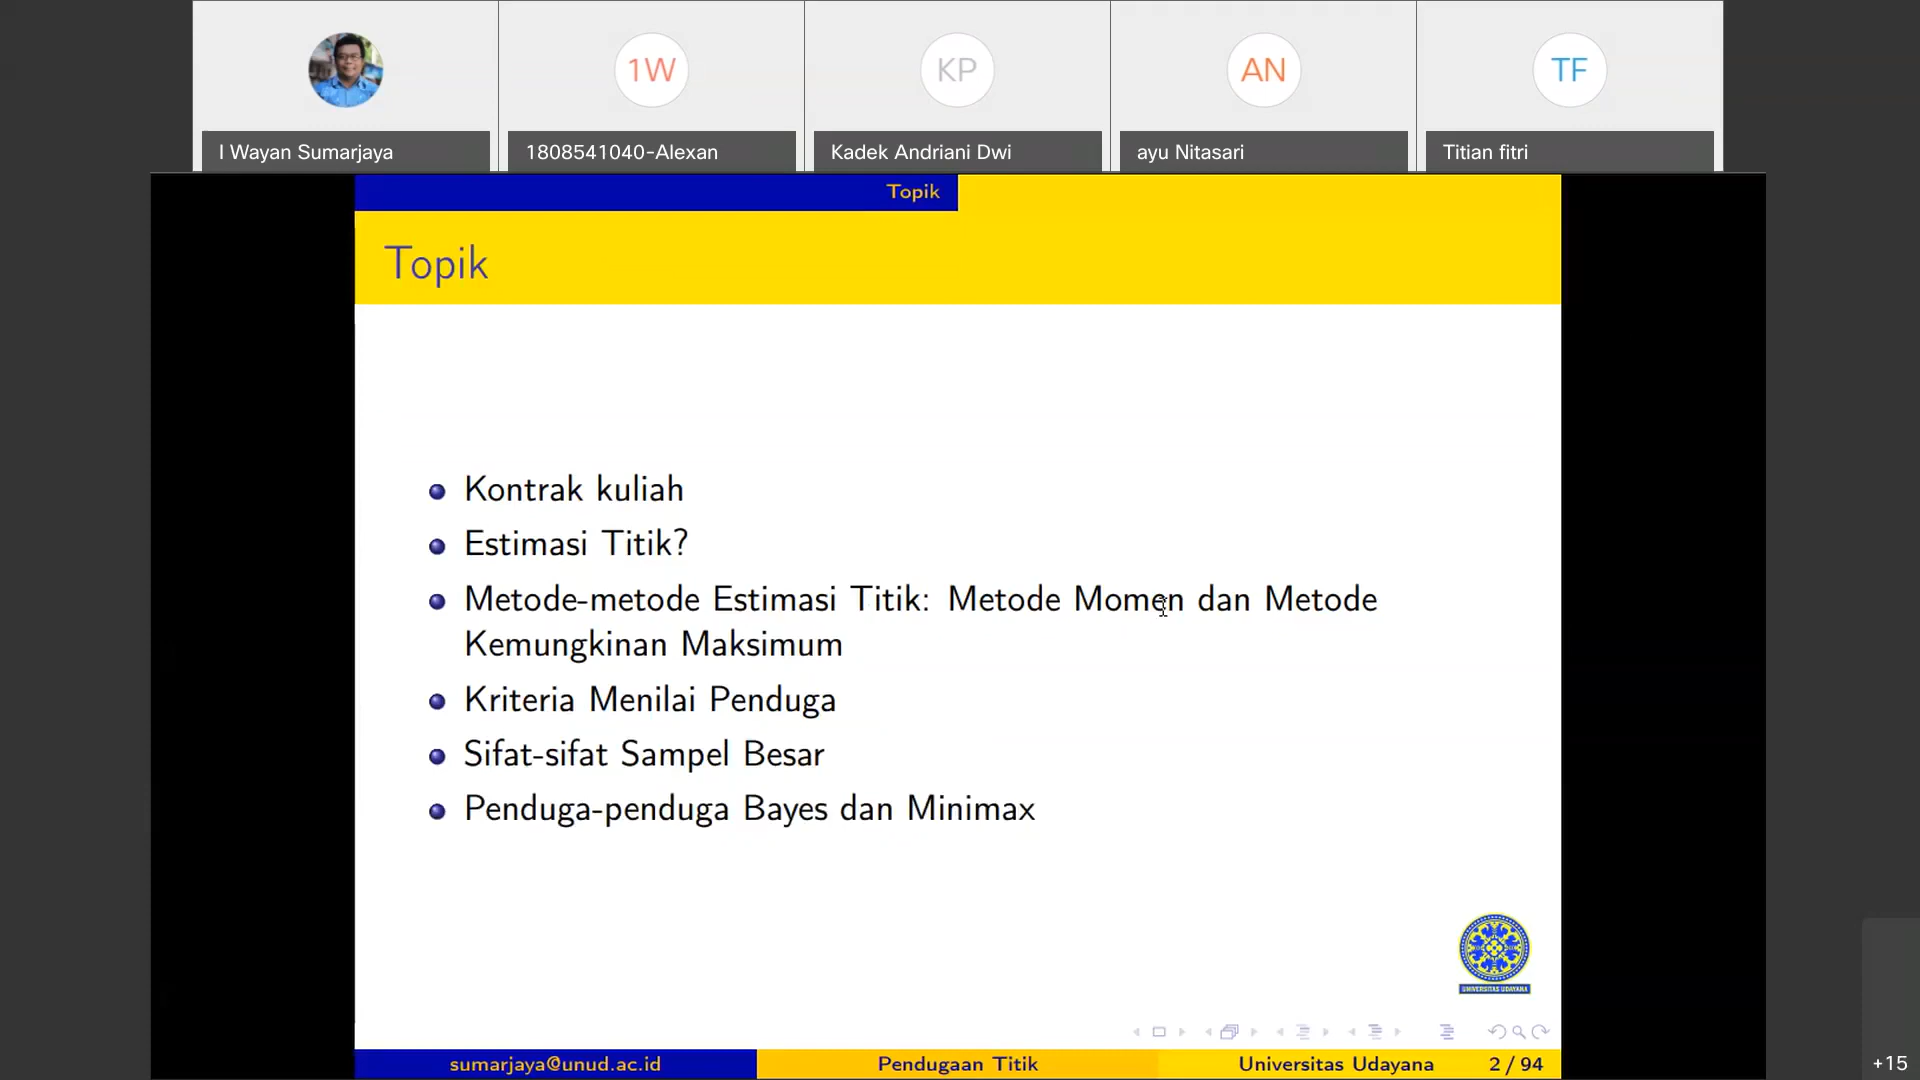 1W
KP
AN
TF
I Wayan Sumarjaya
1808541040-Alexan
Kadek Andriani Dwi
ayu Nitasari
Titian fitri
Topik
Topik
Kontrak kuliah
Estimasi Titik?
Metode-metode Estimasi Titik: Metode Momen dan Metode
Kemungkinan Maksimum
Kriteria Menilai Penduga
Sifat-sifat Sampel Besar
Penduga-penduga Bayes dan Minimax
UNIVERSITAS UDAYANA
sumarjaya@unud.ac.id
Pendugaan Titik
Universitas Udayana
2 / 94
+15